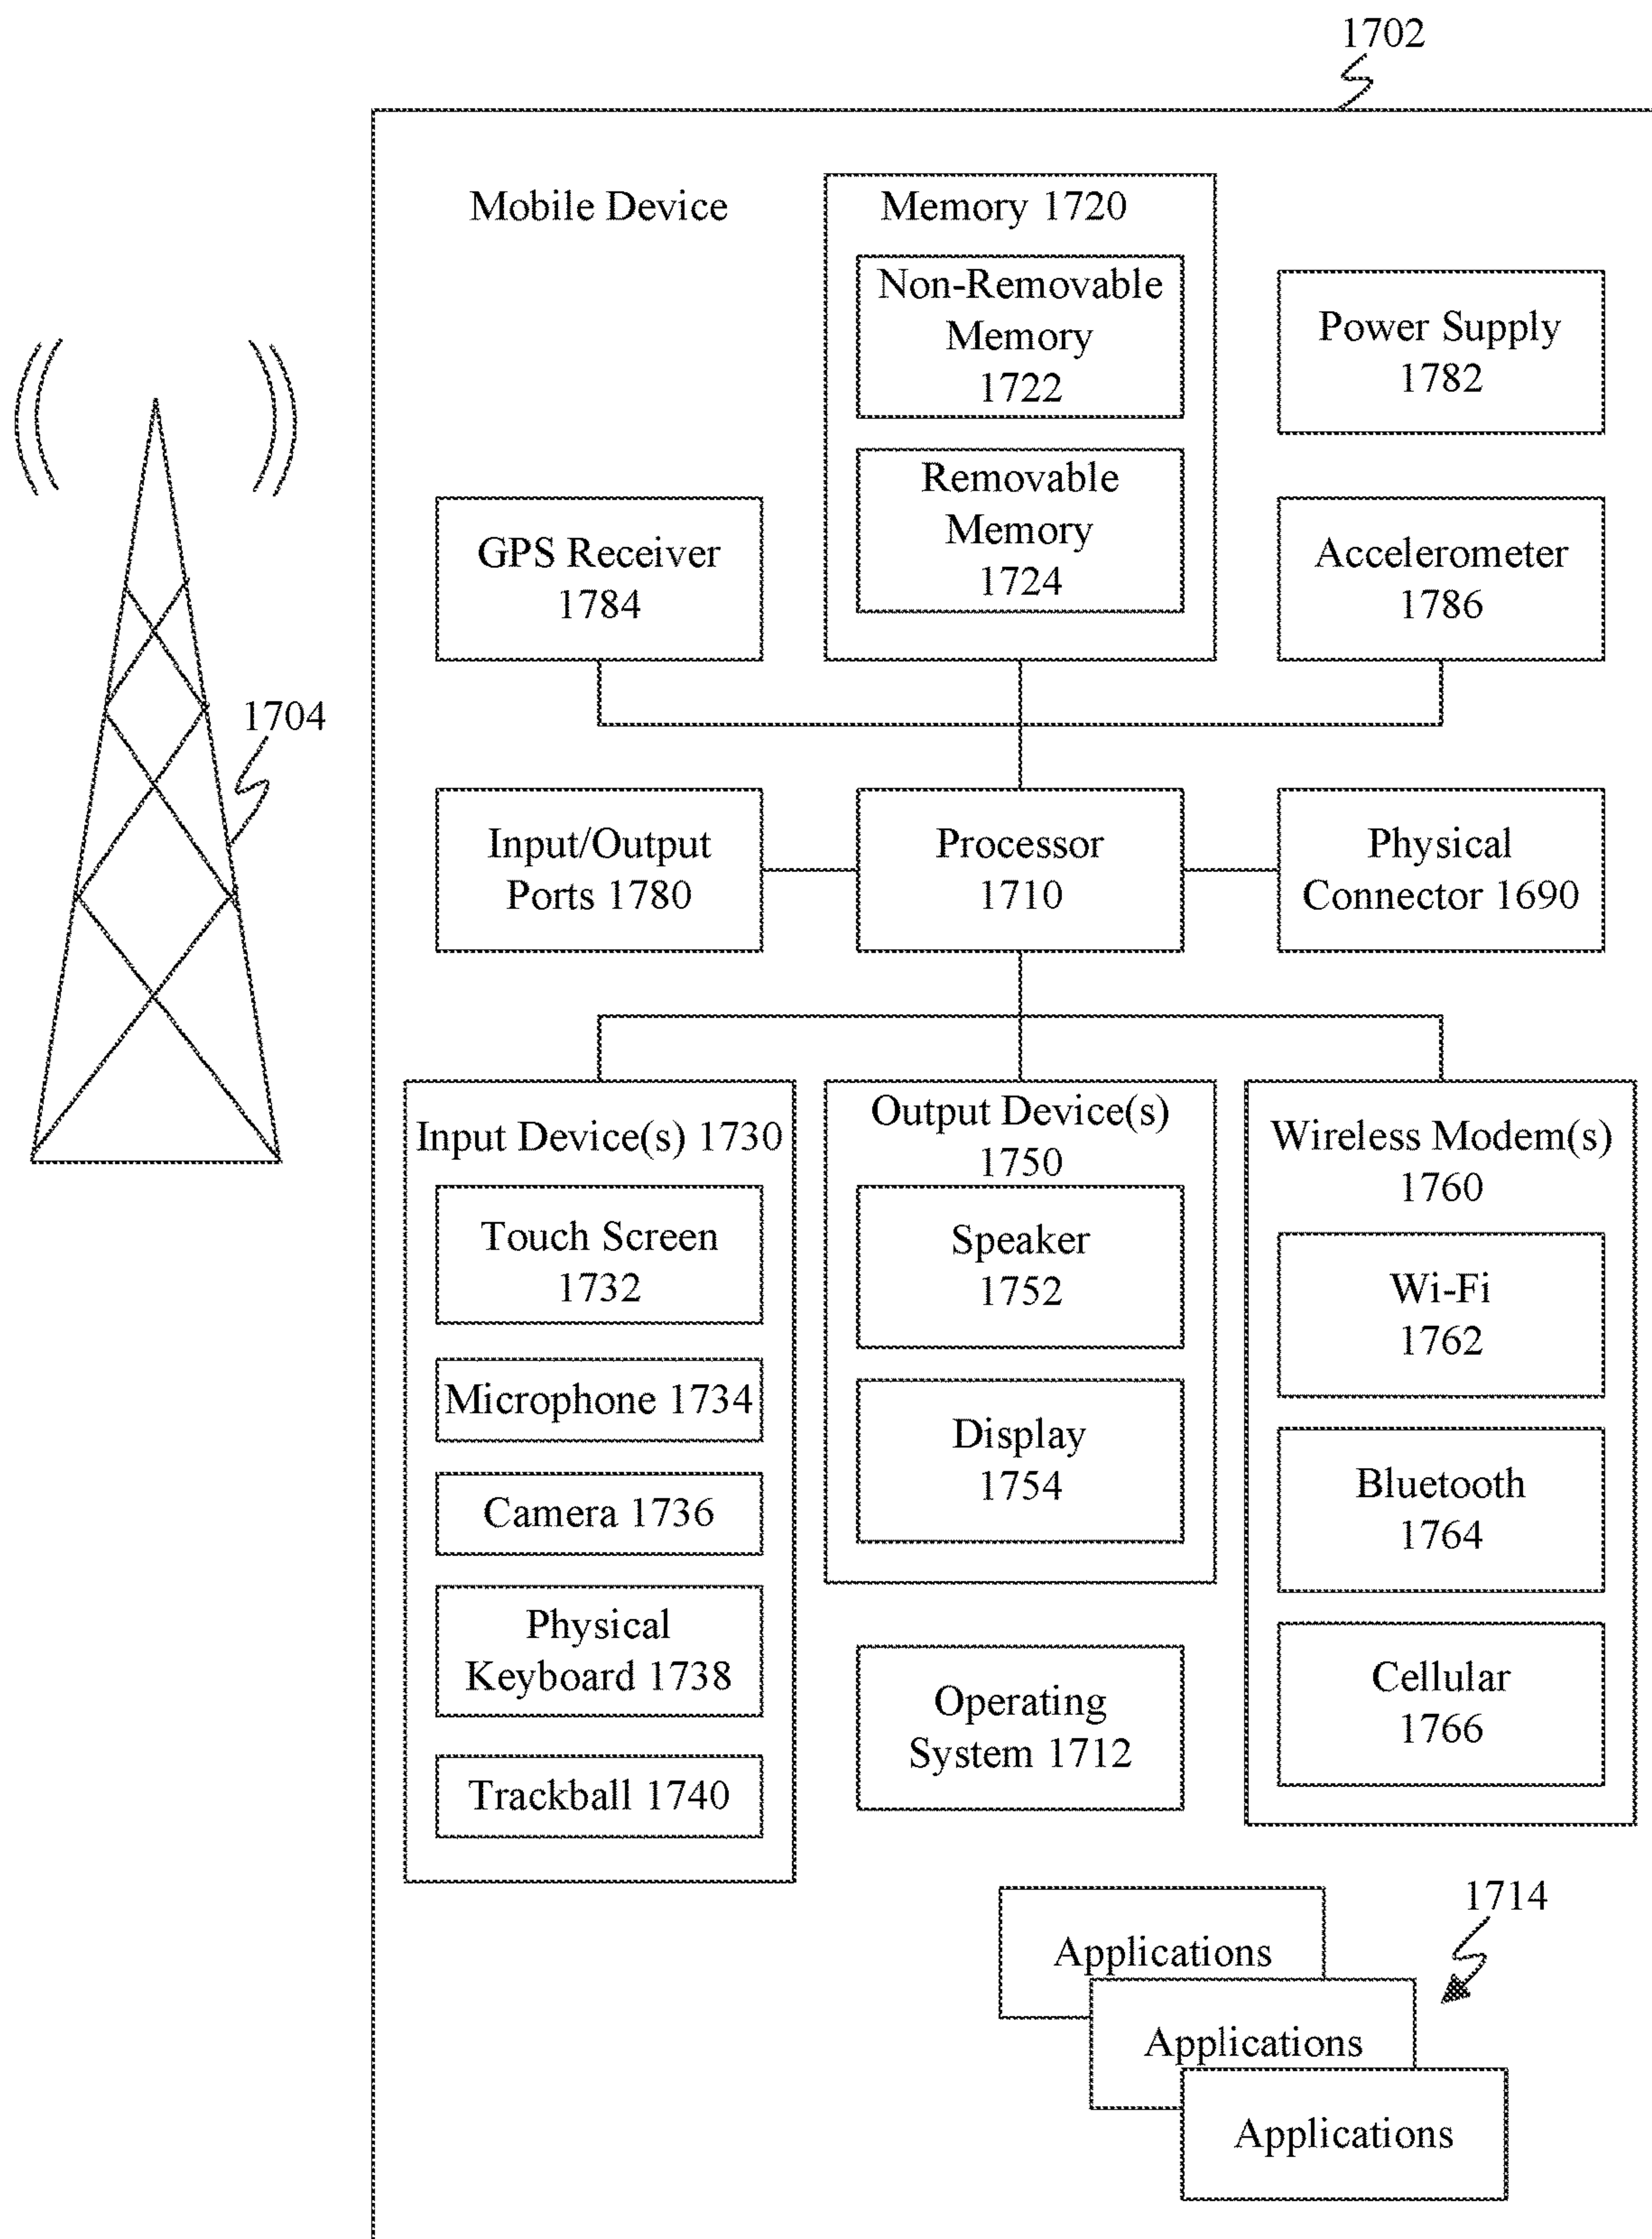 1702
Mobile Device
Memory 1720
Non-Removable
Memory
1722
Removable
Memory
1724
Power Supply
1782
GPS Receiver
1784
Accelerometer
1786
1704
Input/Output
Ports 1780
Processor
1710
Physical
Connector 1690
Input Device(s) 1730
Touch Screen
1732
Microphone 1734
Camera 1736
Physical
Keyboard 1738
Trackball 1740
Output Device(s)
1750
Speaker
1752
Display
1754
Operating
System 1712
Wireless Modem(s)
1760
Wi-Fi
1762
Bluetooth
1764
Cellular
1766
1714
Applications
Applications
Applications